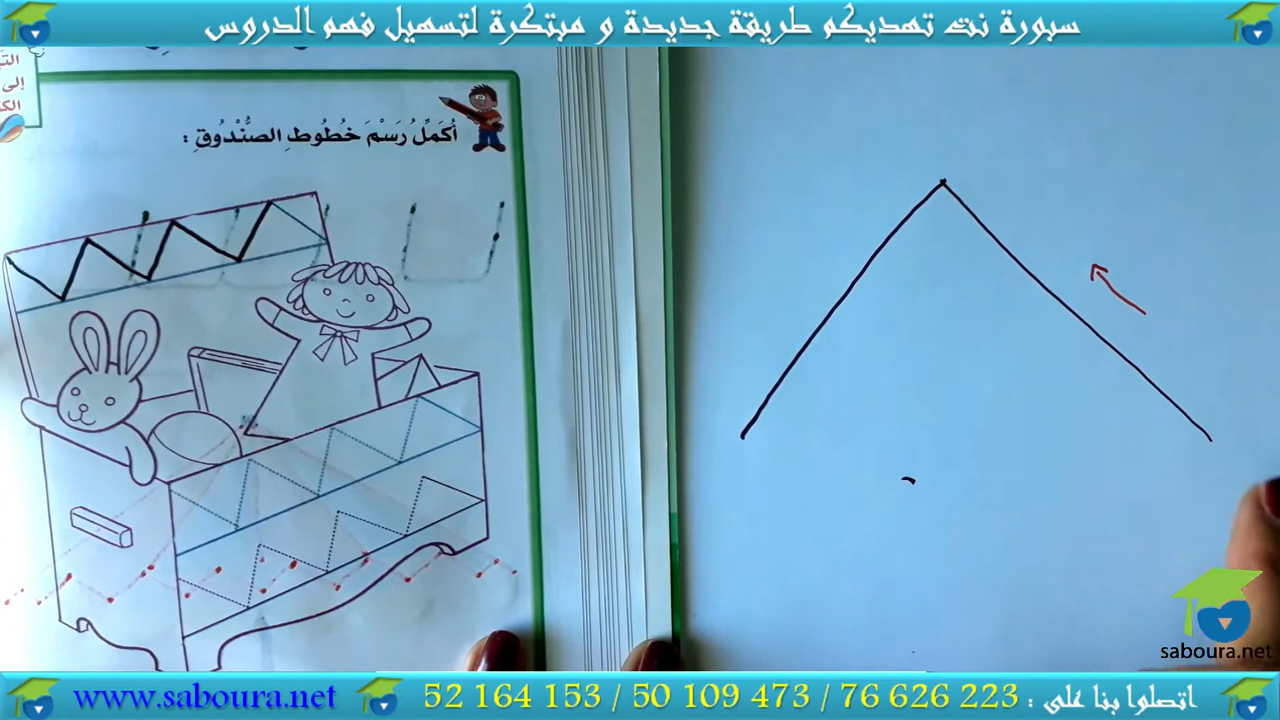 سبورة نت تهديكم طريقة جديدة و مبتكرة لتسهيل فهم الدروس
إلى
أُكَمِّلُ رَسْمَ خُطُوطِ الصُّنْدُوقِ :
saboura.net
www.saboura.net
اتصلوا بنا على : 223 626 76 / 473 109 50 / 153 164 52